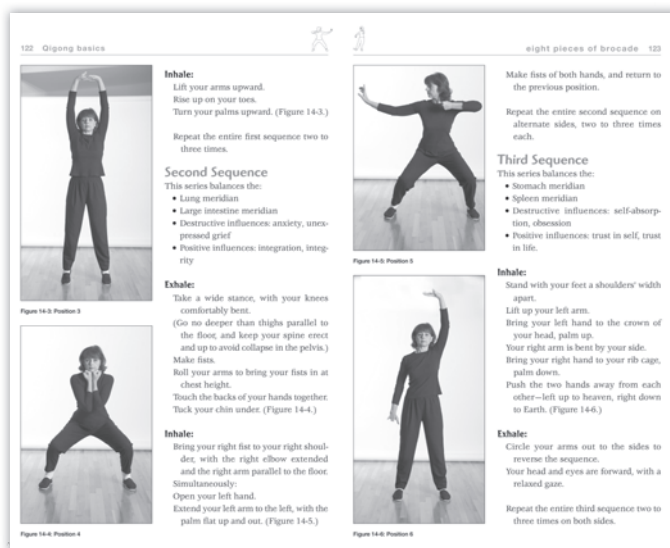 122 Qigong basics
Inhale:
Lift your arms upward.
Rise up on your toes.
Turn your palms upward. (Figure 14-3.)
Repeat the entire first sequence two to
three times.
Second Sequence
This series balances the:
• Lung meridian
• Large intestine meridian
• Destructive influences: anxiety, unex-
pressed grief
• Positive influences: integration, integ-
rity
Exhale:
Take a wide stance, with your knees
comfortably bent.
(Go no deeper than thighs parallel to
the floor, and keep your spine erect
and up to avoid collapse in the pelvis.)
Make fists.
Roll your arms to bring your fists in at
chest height.
Touch the backs of your hands together.
Tuck your chin under. (Figure 14-4.)
Inhale:
Bring your right fist to your right shoul-
der, with the right elbow extended
and the right arm parallel to the floor.
Simultaneously:
Open your left hand.
Extend your left arm to the left, with the
palm flat up and out. (Figure 14-5.)
Figure 14-3: Position 3
Figure 14-4: Position 4
eight pieces of brocade 123
Make fists of both hands, and return to
the previous position.
Repeat the entire second sequence on
alternate sides, two to three times
each.
Third Sequence
This series balances the:
• Stomach meridian
• Spleen meridian
• Destructive influences: self-absorp-
tion, obsession
• Positive influences: trust in self, trust
in life.
Inhale:
Stand with your feet a shoulders' width
apart.
Lift up your left arm.
Bring your left hand to the crown of
your head, palm up.
Your right arm is bent by your side.
Bring your right hand to your rib cage,
palm down.
Push the two hands away from each
other—left up to heaven, right down
to Earth. (Figure 14-6.)
Exhale:
Circle your arms out to the sides to
reverse the sequence.
Your head and eyes are forward, with a
relaxed gaze.
Repeat the entire third sequence two to
three times on both sides.
Figure 14-5: Position 5
Figure 14-6: Position 6